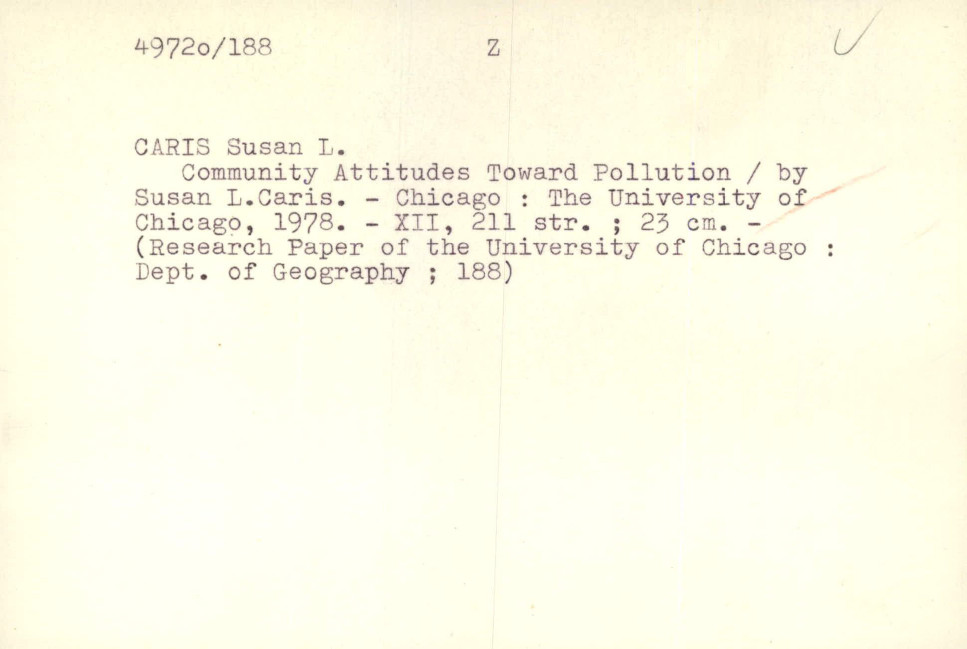 4972o/188 Z
CARIS Susan L.
Community Attitudes Toward Pollution / by
Susan L.Caris. - Chicago : The University of
Chicago, 1978. - XII, 211 str. ; 23 cm. -
(Research Paper of the University of Chicago :
Dept. of Geography ; 188)